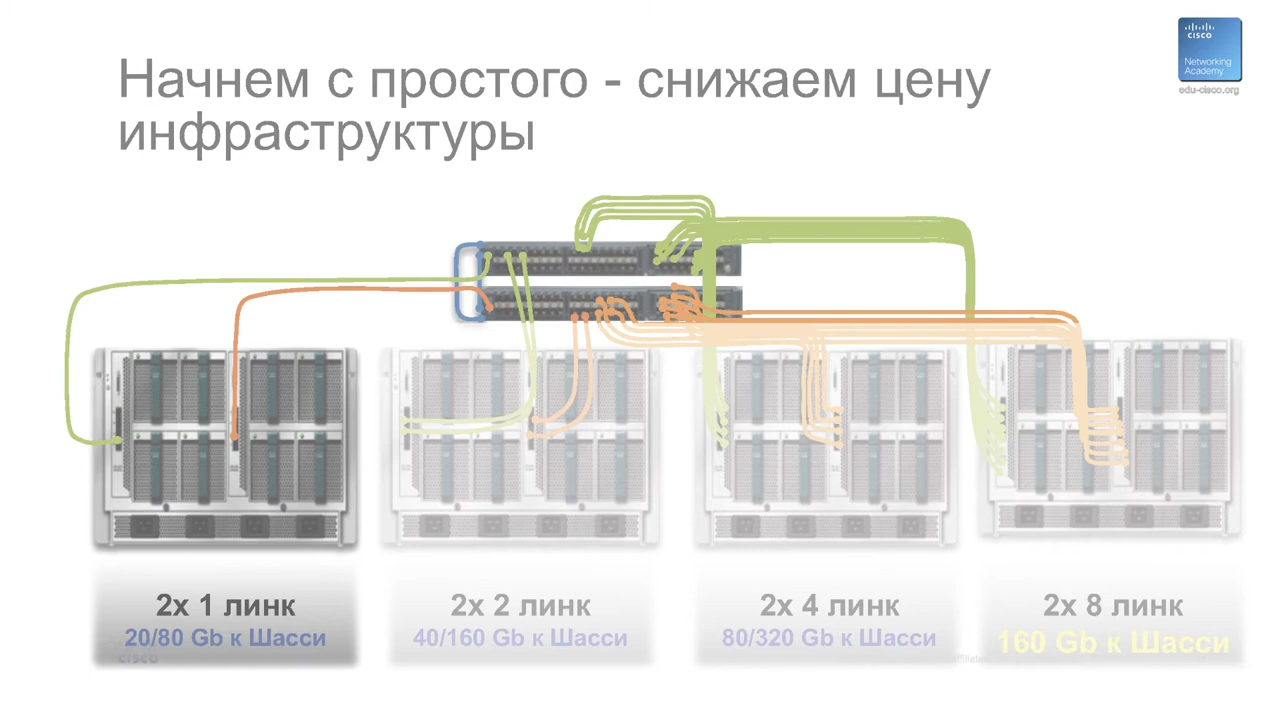 Начнем с простого - снижаем цену
инфраструктуры
cisco
Networking
Academy
edu-cisco.org
2x 1 линк
20/80 Gb к Шасси
2x 2 линк
40/160 Gb к Шасси
2x 4 линк
80/320 Gb к Шасси
2x 8 линк
160 Gb к Шасси
cisco